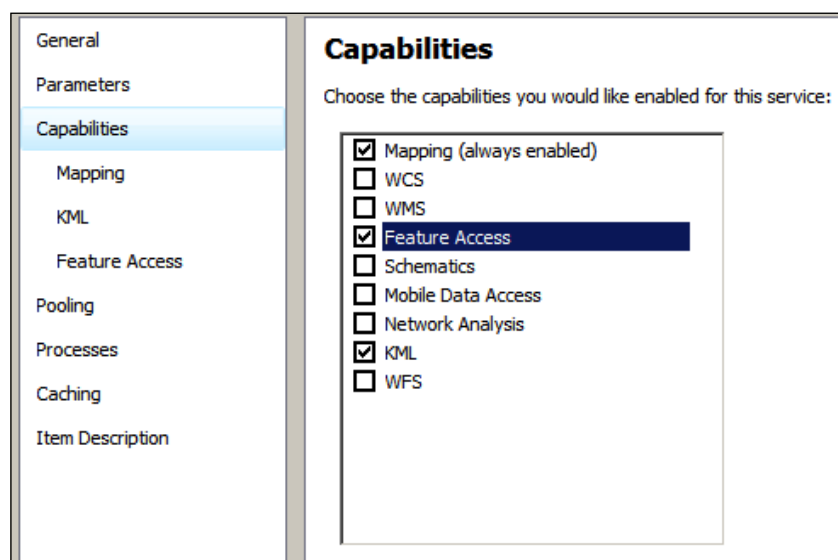 General
Parameters
Capabilities
Mapping
KML
Feature Access
Pooling
Processes
Caching
Item Description
Capabilities
Choose the capabilities you would like enabled for this service:
Mapping (always enabled)
WCS
WMS
Feature Access
Schematics
Mobile Data Access
Network Analysis
KML
WFS